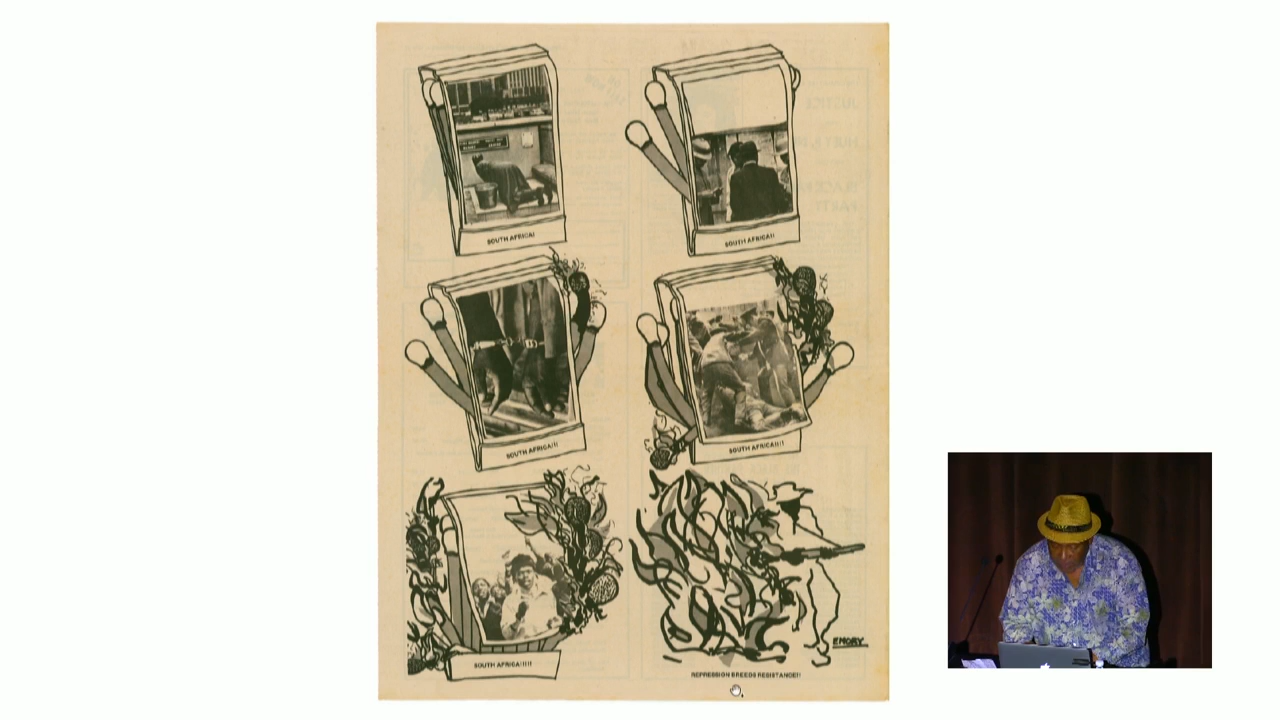 SOUTH AFRICA!
SOUTH AFRICA!!
SOUTH AFRICA!!!
SOUTH AFRICA!!!!
SOUTH AFRICA!!!!!
EMORY
REPRESSION BREEDS RESISTANCE!!